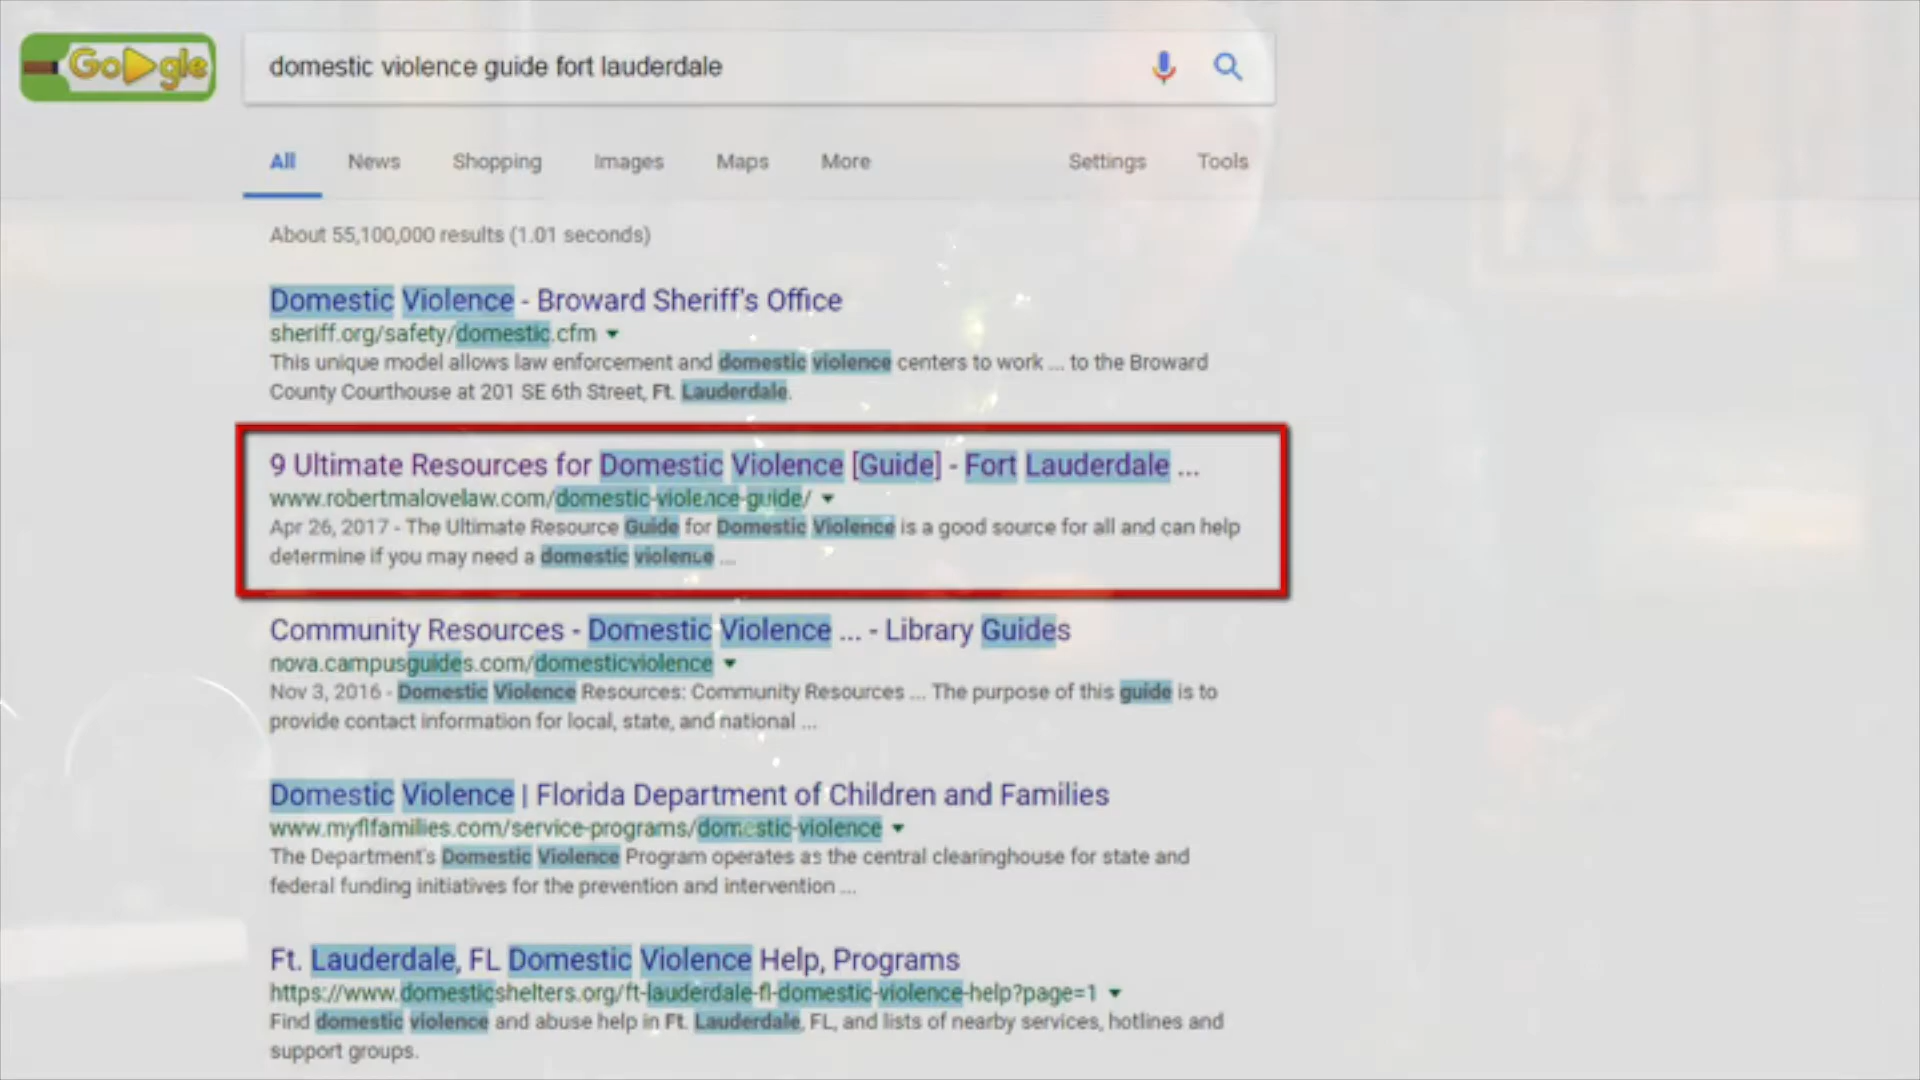 Google
domestic violence guide fort lauderdale
All News Shopping Images Maps More Settings Tools
About 55,100,000 results (1.01 seconds)
Domestic Violence - Broward Sheriff's Office
sheriff.org/safety/domestic.cfm
This unique model allows law enforcement and domestic violence centers to work ... to the Broward
County Courthouse at 201 SE 6th Street, Ft. Lauderdale.
9 Ultimate Resources for Domestic Violence [Guide] - Fort Lauderdale ...
www.robertmalovelaw.com/domestic-violence-guide/
Apr 26, 2017 - The Ultimate Resource Guide for Domestic Violence is a good source for all and can help
determine if you may need a domestic violence ...
Community Resources - Domestic Violence ... - Library Guides
nova.campusguides.com/domesticviolence
Nov 3, 2016 - Domestic Violence Resources: Community Resources ... The purpose of this guide is to
provide contact information for local, state, and national ...
Domestic Violence | Florida Department of Children and Families
www.myflfamilies.com/service-programs/domestic-violence
The Department's Domestic Violence Program operates as the central clearinghouse for state and
federal funding initiatives for the prevention and intervention ...
Ft. Lauderdale, FL Domestic Violence Help, Programs
https://www.domesticshelters.org/ft-lauderdale-fl-domestic-violence-help?page=1
Find domestic violence and abuse help in Ft. Lauderdale, FL, and lists of nearby services, hotlines and
support groups.